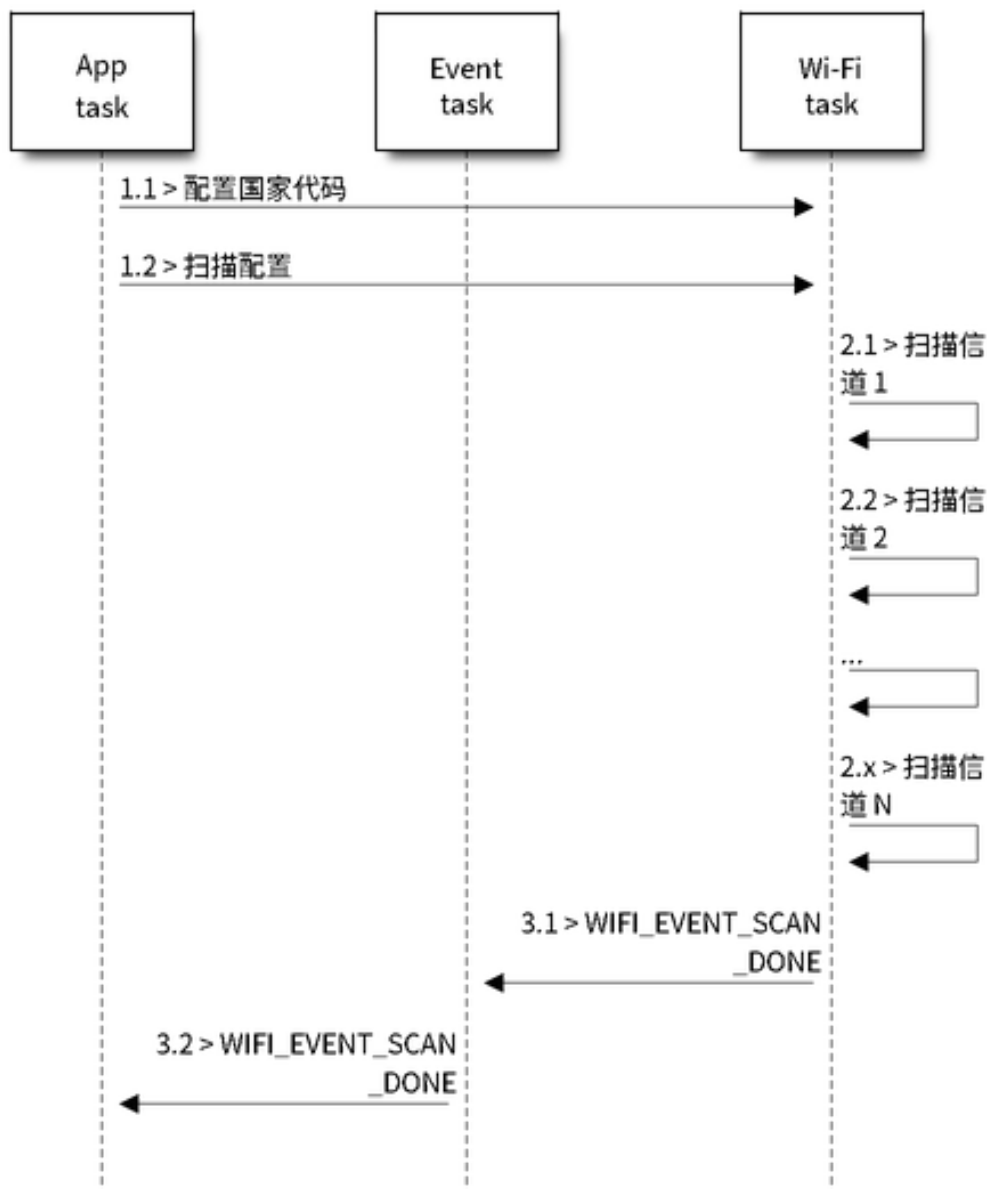 App
task
Event
task
Wi-Fi
task
1.1 > 配置国家代码
1.2 > 扫描配置
2.1 > 扫描信
道 1
2.2 > 扫描信
道 2
...
2.x > 扫描信
道 N
3.1 > WIFI_EVENT_SCAN
_DONE
3.2 > WIFI_EVENT_SCAN
_DONE